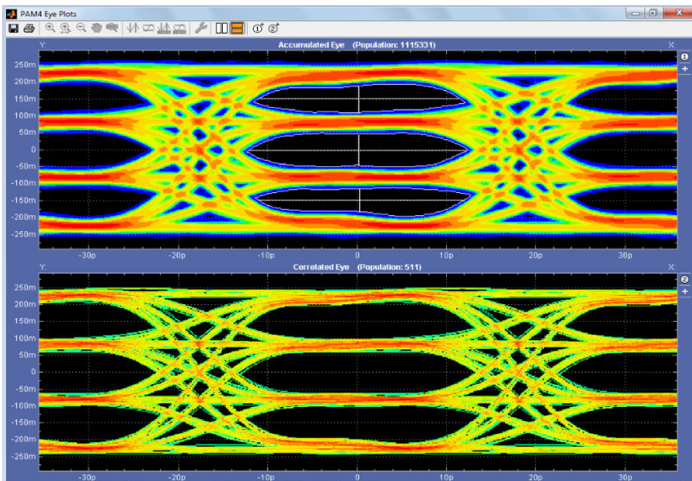 PAM4 Eye Plots
Y: Accumulated Eye (Population: 1115331) X:
250m
200m
150m
100m
50m
0
-50m
-100m
-150m
-200m
-250m
-30p -20p -10p 0 10p 20p 30p
Y: Correlated Eye (Population: 511) X:
250m
200m
150m
100m
50m
0
-50m
-100m
-150m
-200m
-250m
-30p -20p -10p 0 10p 20p 30p